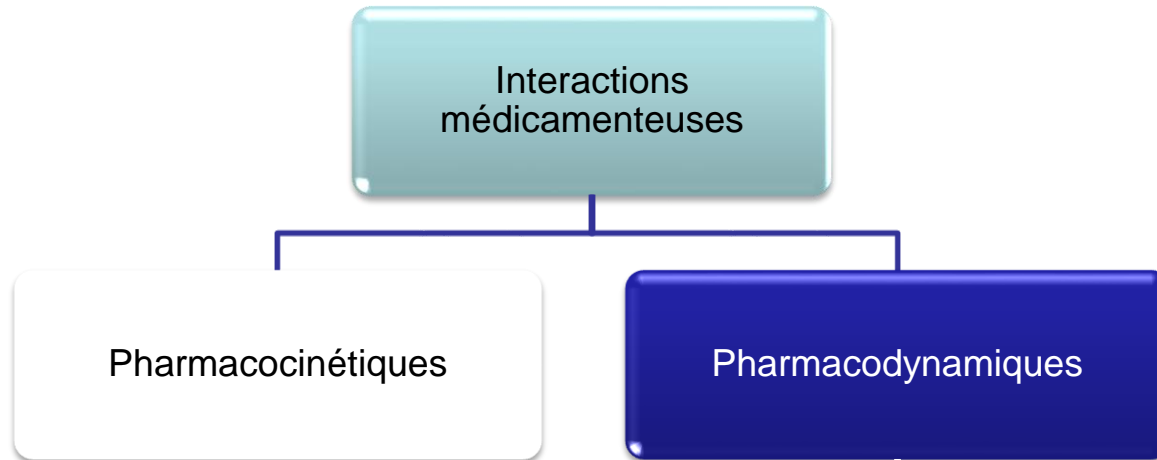 Interactions
médicamenteuses
Pharmacocinétiques
Pharmacodynamiques